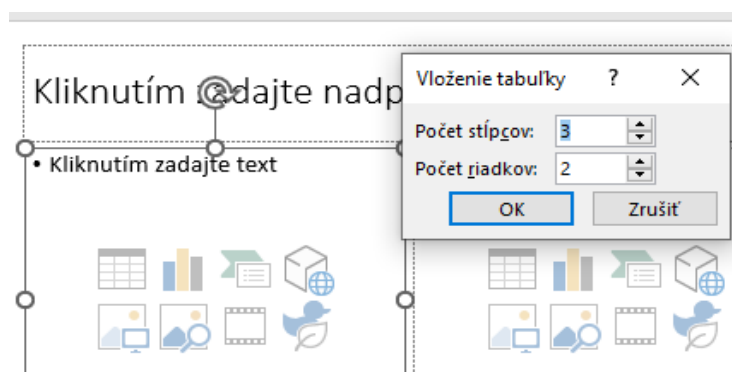 Kliknutím zadajte nadp
• Kliknutím zadajte text
Vloženie tabuľky ? ×
Počet stĺpcov: 3
Počet riadkov: 2
OK Zrušiť